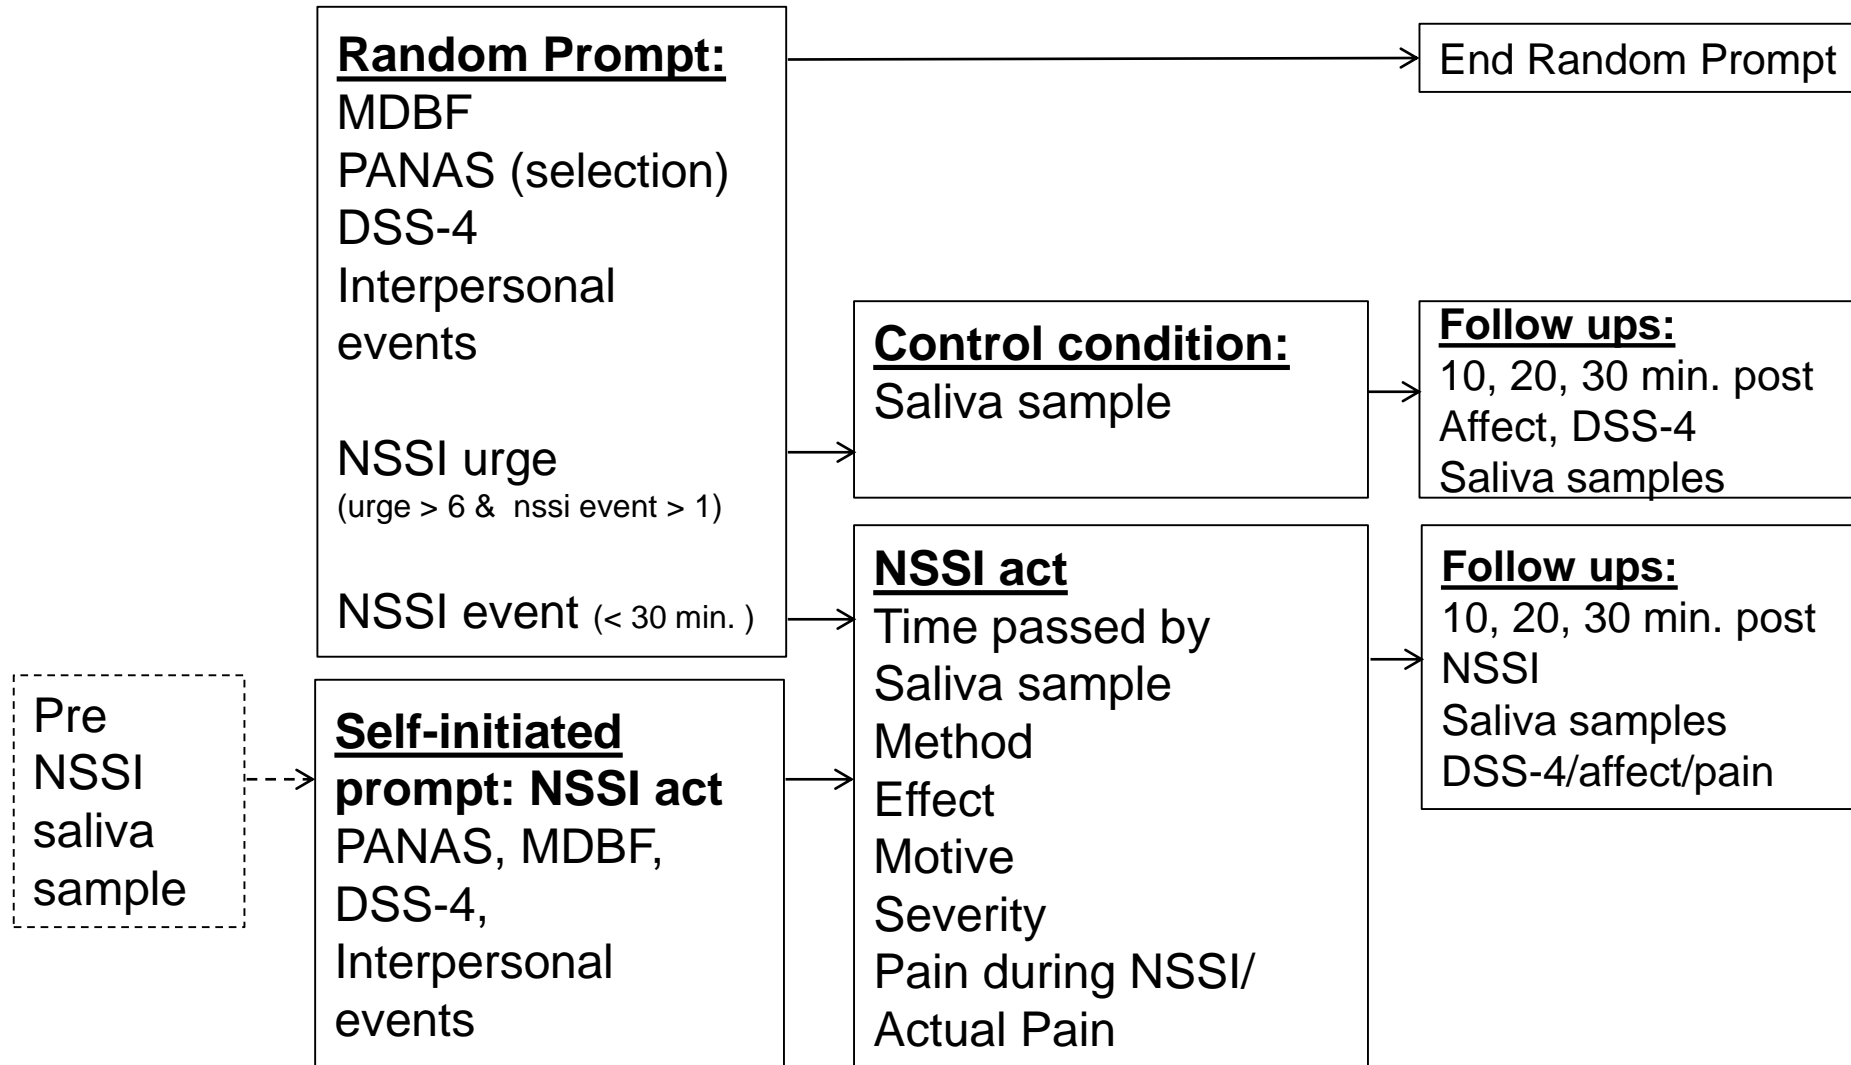 Random Prompt:
MDBF
PANAS (selection)
DSS-4
Interpersonal
events
NSSI urge
(urge > 6 & nssi event > 1)
NSSI event (< 30 min. )
End Random Prompt
Control condition:
Saliva sample
Follow ups:
10, 20, 30 min. post
Affect, DSS-4
Saliva samples
Pre
NSSI
saliva
sample
Self-initiated
prompt: NSSI act
PANAS, MDBF,
DSS-4,
Interpersonal
events
NSSI act
Time passed by
Saliva sample
Method
Effect
Motive
Severity
Pain during NSSI/
Actual Pain
Follow ups:
10, 20, 30 min. post
NSSI
Saliva samples
DSS-4/affect/pain